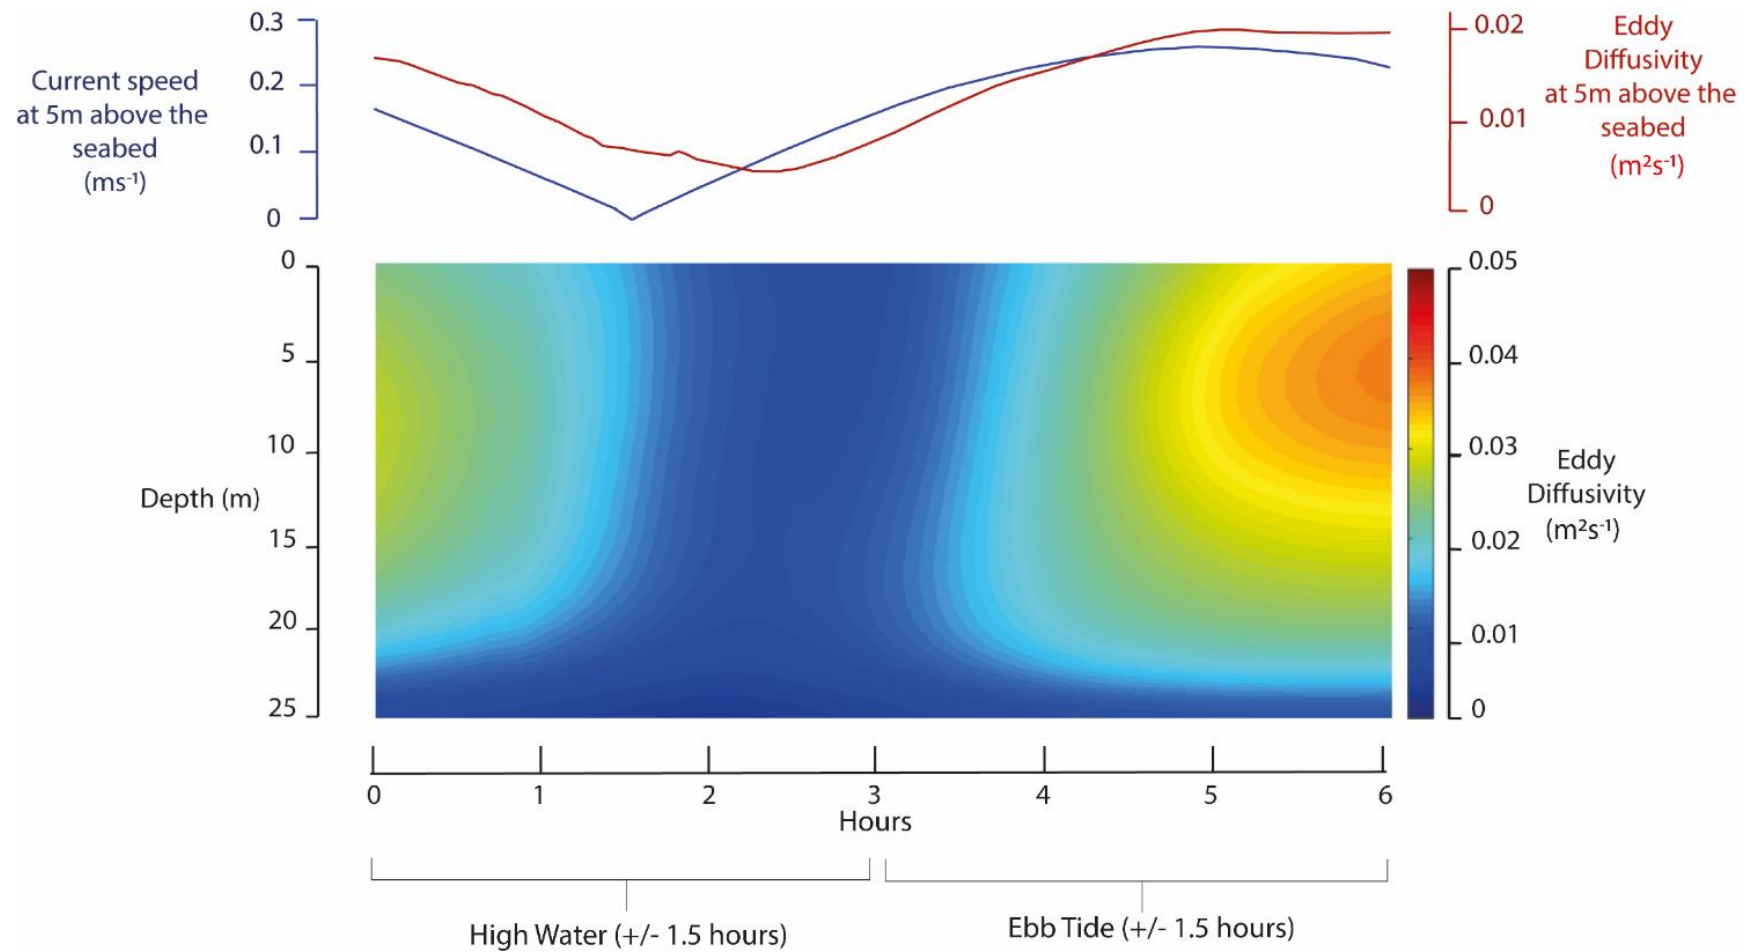 Current speed
at 5m above the
seabed
(ms⁻¹)
0.3
0.2
0.1
0
0.02
0.01
0
Eddy
Diffusivity
at 5m above the
seabed
(m²s⁻¹)
Depth (m)
0
5
10
15
20
25
0.05
0.04
0.03
0.02
0.01
0
Eddy
Diffusivity
(m²s⁻¹)
0 1 2 3 4 5 6
Hours
High Water (+/- 1.5 hours)
Ebb Tide (+/- 1.5 hours)